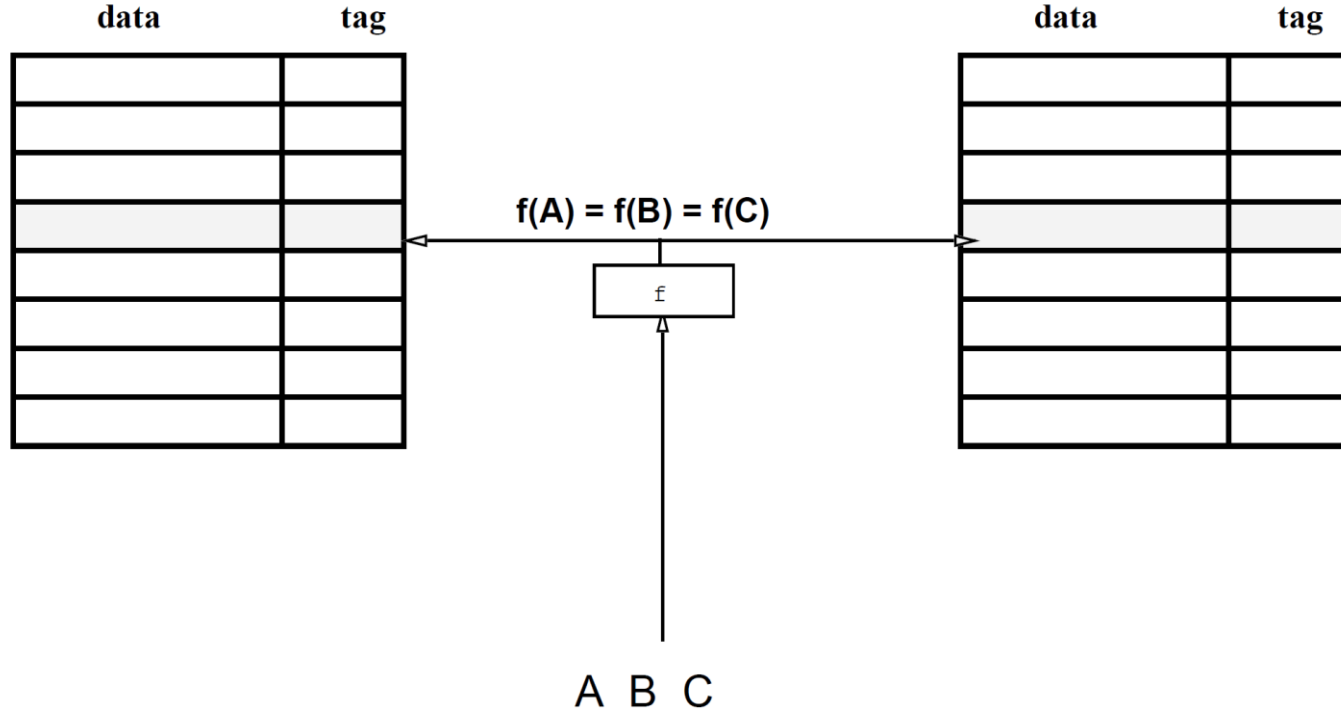 data tag data tag
f(A) = f(B) = f(C)
f
A B C